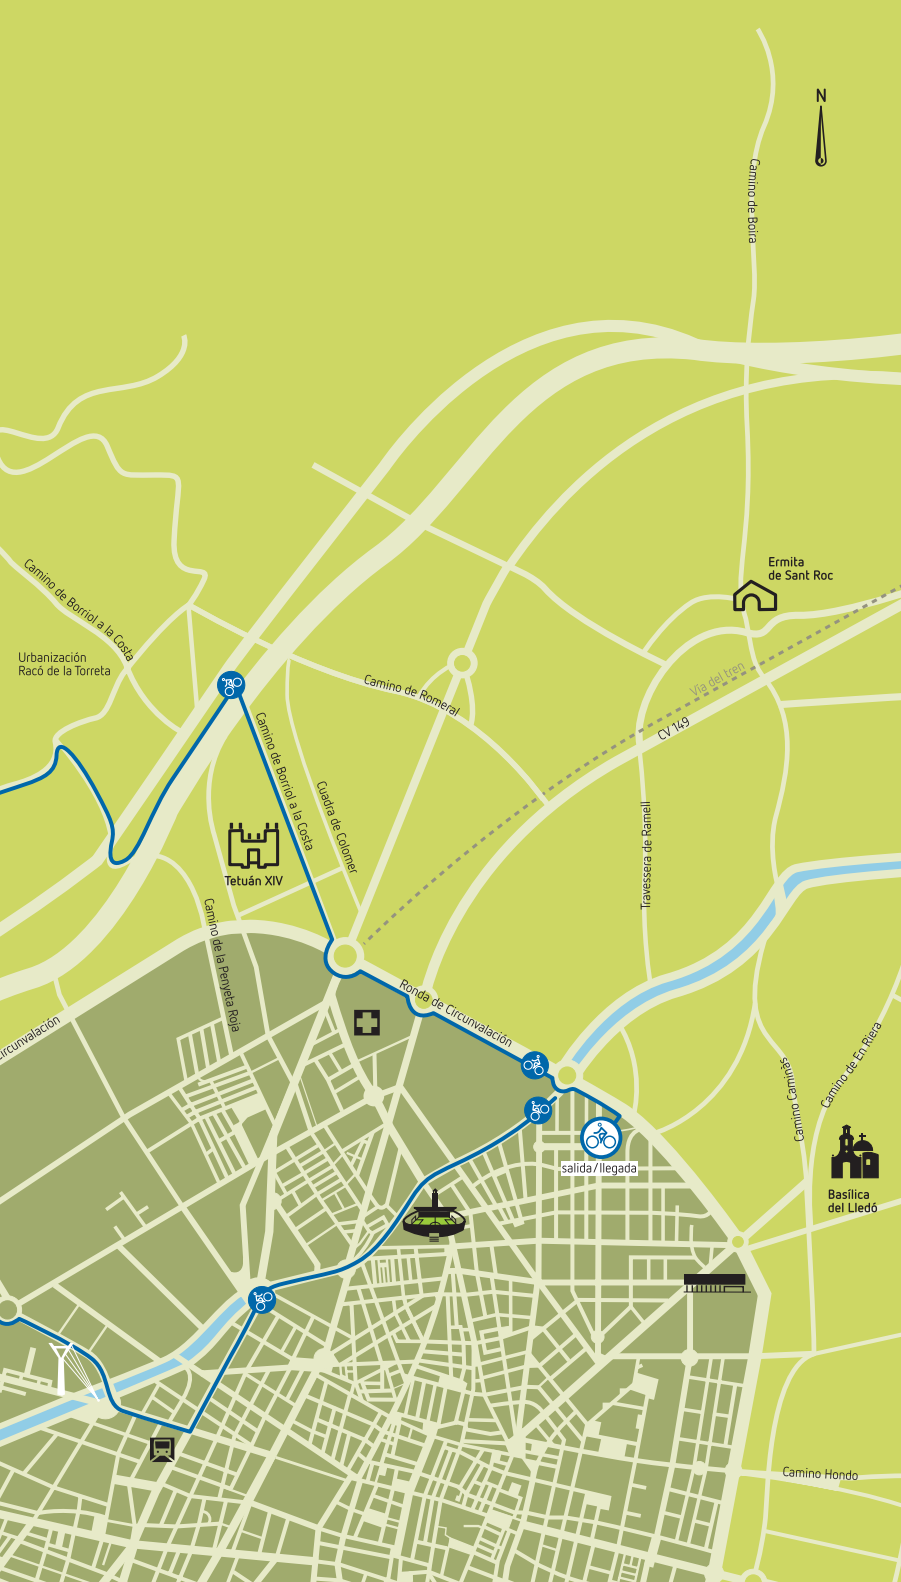 N
Camino de Boira
Ermita
de Sant Roc
Camino de Borriol a la Costa
Urbanización
Racó de la Torreta
Vía del tren
Camino de Romeral
CV 149
Camino de Borriol a la Costa
Cuadra de Colomer
Travessera de Ramell
Tetuán XIV
Camino de la Penyeta Roja
Ronda de Circunvalación
Circunvalación
Camino de En Riera
Camino Caminàs
salida/llegada
Basílica
del Lledó
Camino Hondo